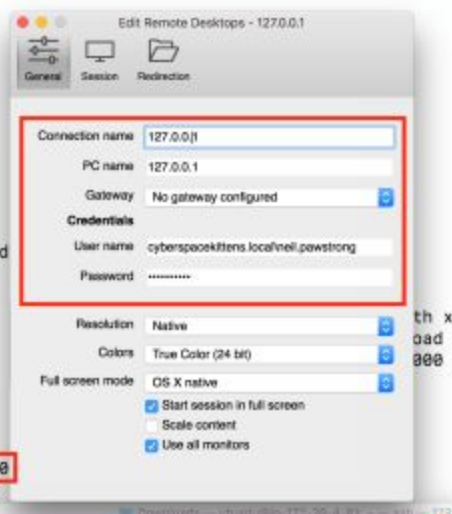 Edit Remote Desktops - 127.0.0.1
General Session Redirection
Connection name 127.0.0.1
PC name 127.0.0.1
Gateway No gateway configured
Credentials
User name cyberspacekittens.local\neil.pawstrong
Password ••••••••••
Resolution Native
Colors True Color (24 bit)
Full screen mode OS X native
Start session in full screen
Scale content
Use all monitors
d
th x
oad
000
0